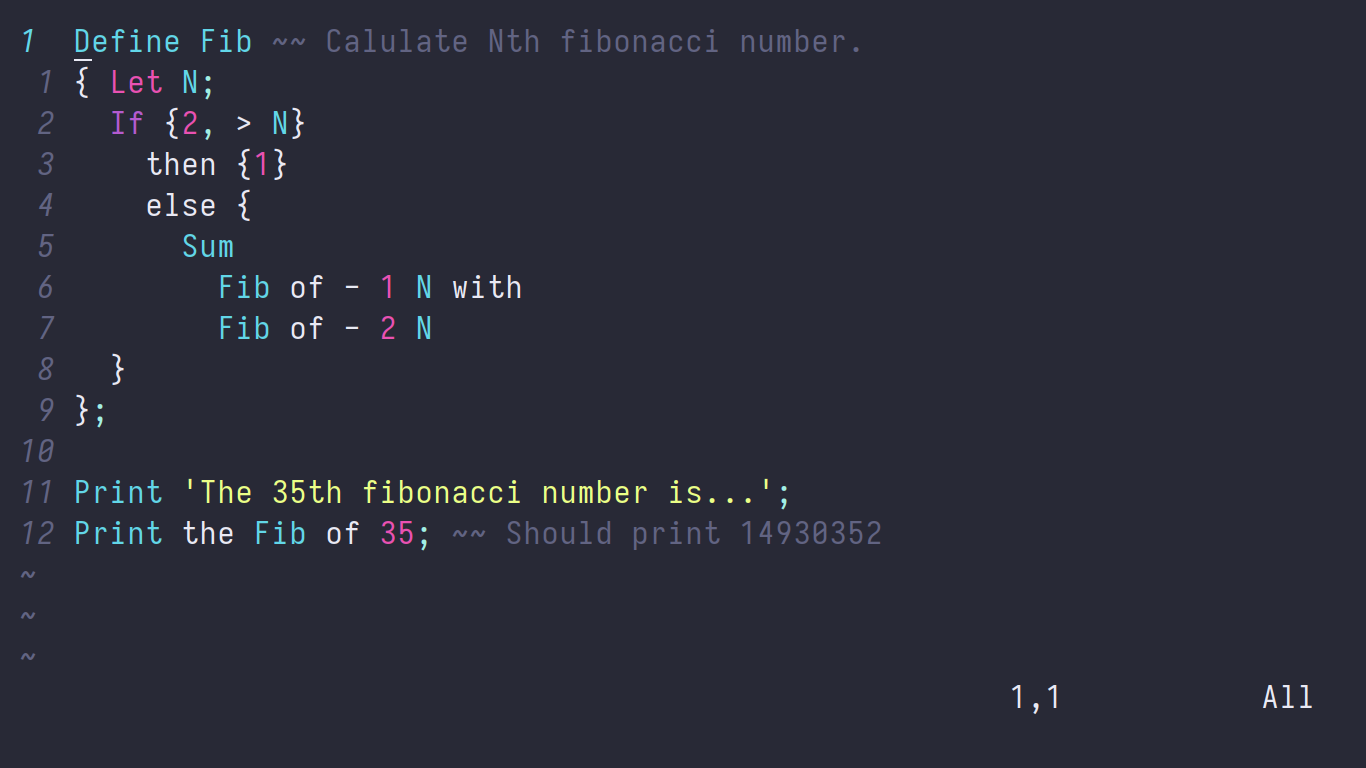 1  Define Fib ~~ Calulate Nth fibonacci number.
 1 { Let N;
 2   If {2, > N}
 3     then {1}
 4     else {
 5       Sum
 6         Fib of - 1 N with
 7         Fib of - 2 N
 8   }
 9 };
10
11 Print 'The 35th fibonacci number is...';
12 Print the Fib of 35; ~~ Should print 14930352
~
~
~
1,1 All